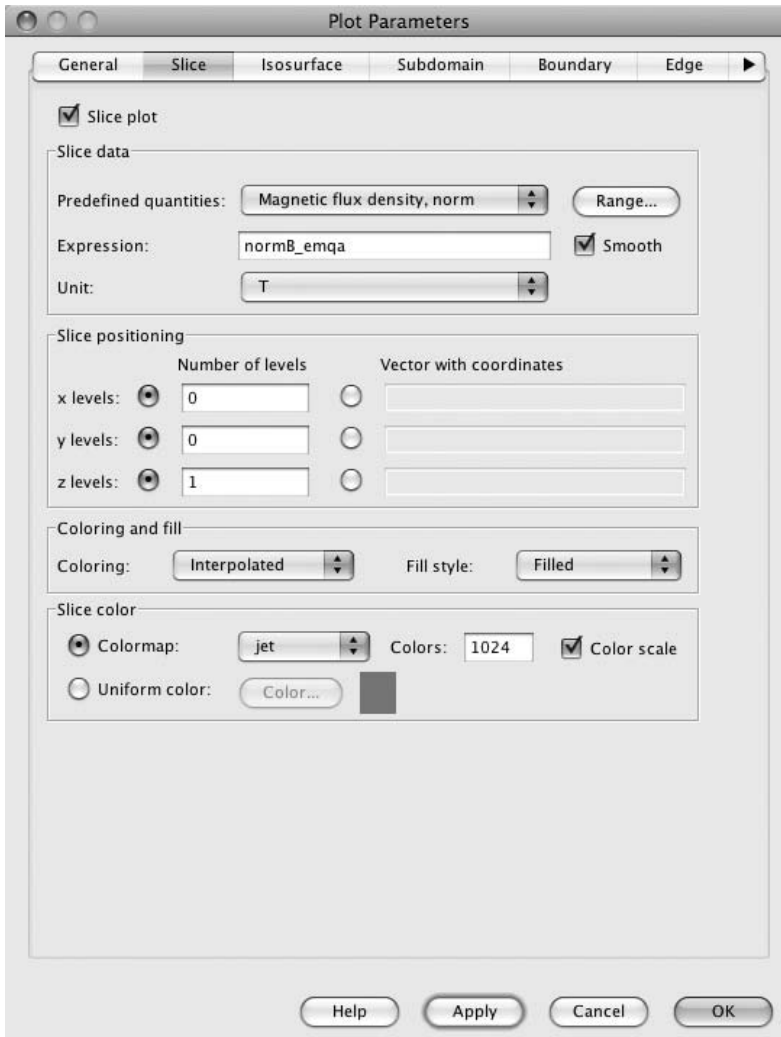 Plot Parameters
General Slice Isosurface Subdomain Boundary Edge
Slice plot
Slice data
Predefined quantities: Magnetic flux density, norm Range...
Expression: normB_emqa Smooth
Unit: T
Slice positioning
Number of levels Vector with coordinates
x levels: 0
y levels: 0
z levels: 1
Coloring and fill
Coloring: Interpolated Fill style: Filled
Slice color
Colormap: jet Colors: 1024 Color scale
Uniform color: Color...
Help Apply Cancel OK